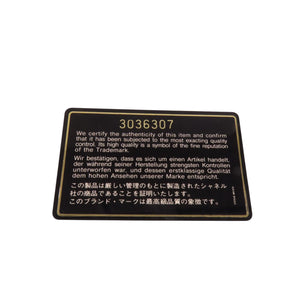 3036307
We certify the authenticity of this item and confirm
that it has been subjected to the most exacting quality
control. Its high quality is a symbol of the fine reputation
of the Trademark.
Wir bestätigen, dass es sich um einen Artikel handelt,
der während seiner Herstellung strengsten Kontrollen
unterworfen war, und dessen erstklassige Qualität
dem hohen Ansehen unserer Marke entspricht.
この製品は厳しい管理のもとに製造されたシャネル
社の商品であることを証明いたします。
このブランド・マークは最高級品質の象徴です。